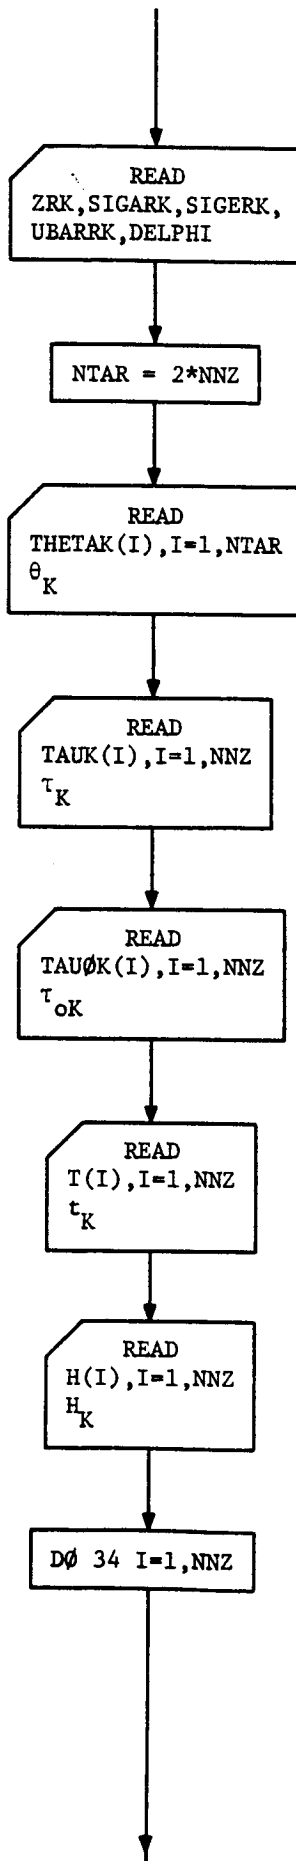 READ
ZRK,SIGARK,SIGERK,
UBARRK,DELPHI
NTAR = 2*NNZ
READ
THETAK(I),I=1,NTAR
θK
READ
TAUK(I),I=1,NNZ
τK
READ
TAUØK(I),I=1,NNZ
τoK
READ
T(I),I=1,NNZ
tK
READ
H(I),I=1,NNZ
HK
DØ 34 I=1,NNZ